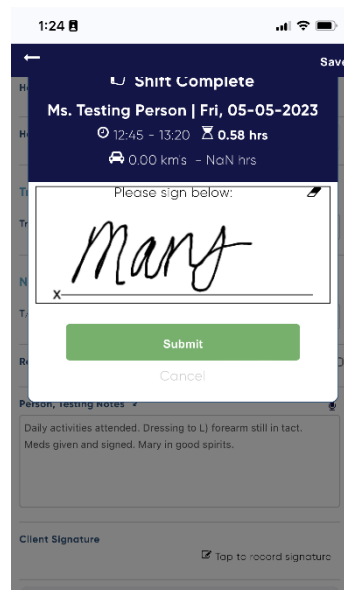 1:24
Save
Shift Complete
Ms. Testing Person | Fri, 05-05-2023
12:45 - 13:20 0.58 hrs
0.00 km's - NaN hrs
Please sign below:
X
Submit
Cancel
Person, Testing Notes
Daily activities attended. Dressing to L) forearm still in tact.
Meds given and signed. Mary in good spirits.
Client Signature
Tap to record signature